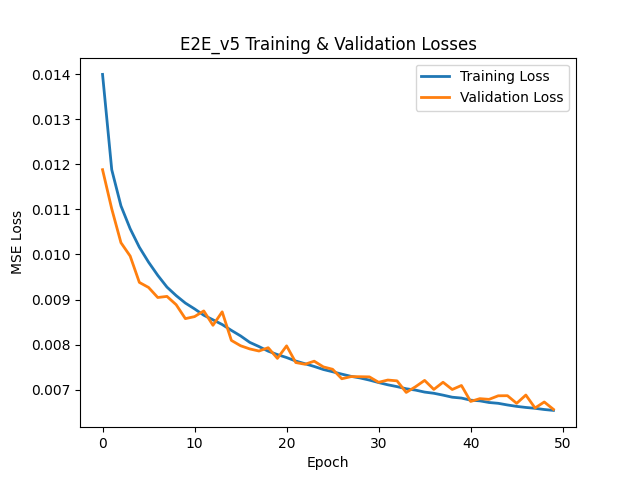 E2E_v5 Training & Validation Losses
Training Loss
Validation Loss
MSE Loss
0.014
0.013
0.012
0.011
0.010
0.009
0.008
0.007
0 10 20 30 40 50
Epoch